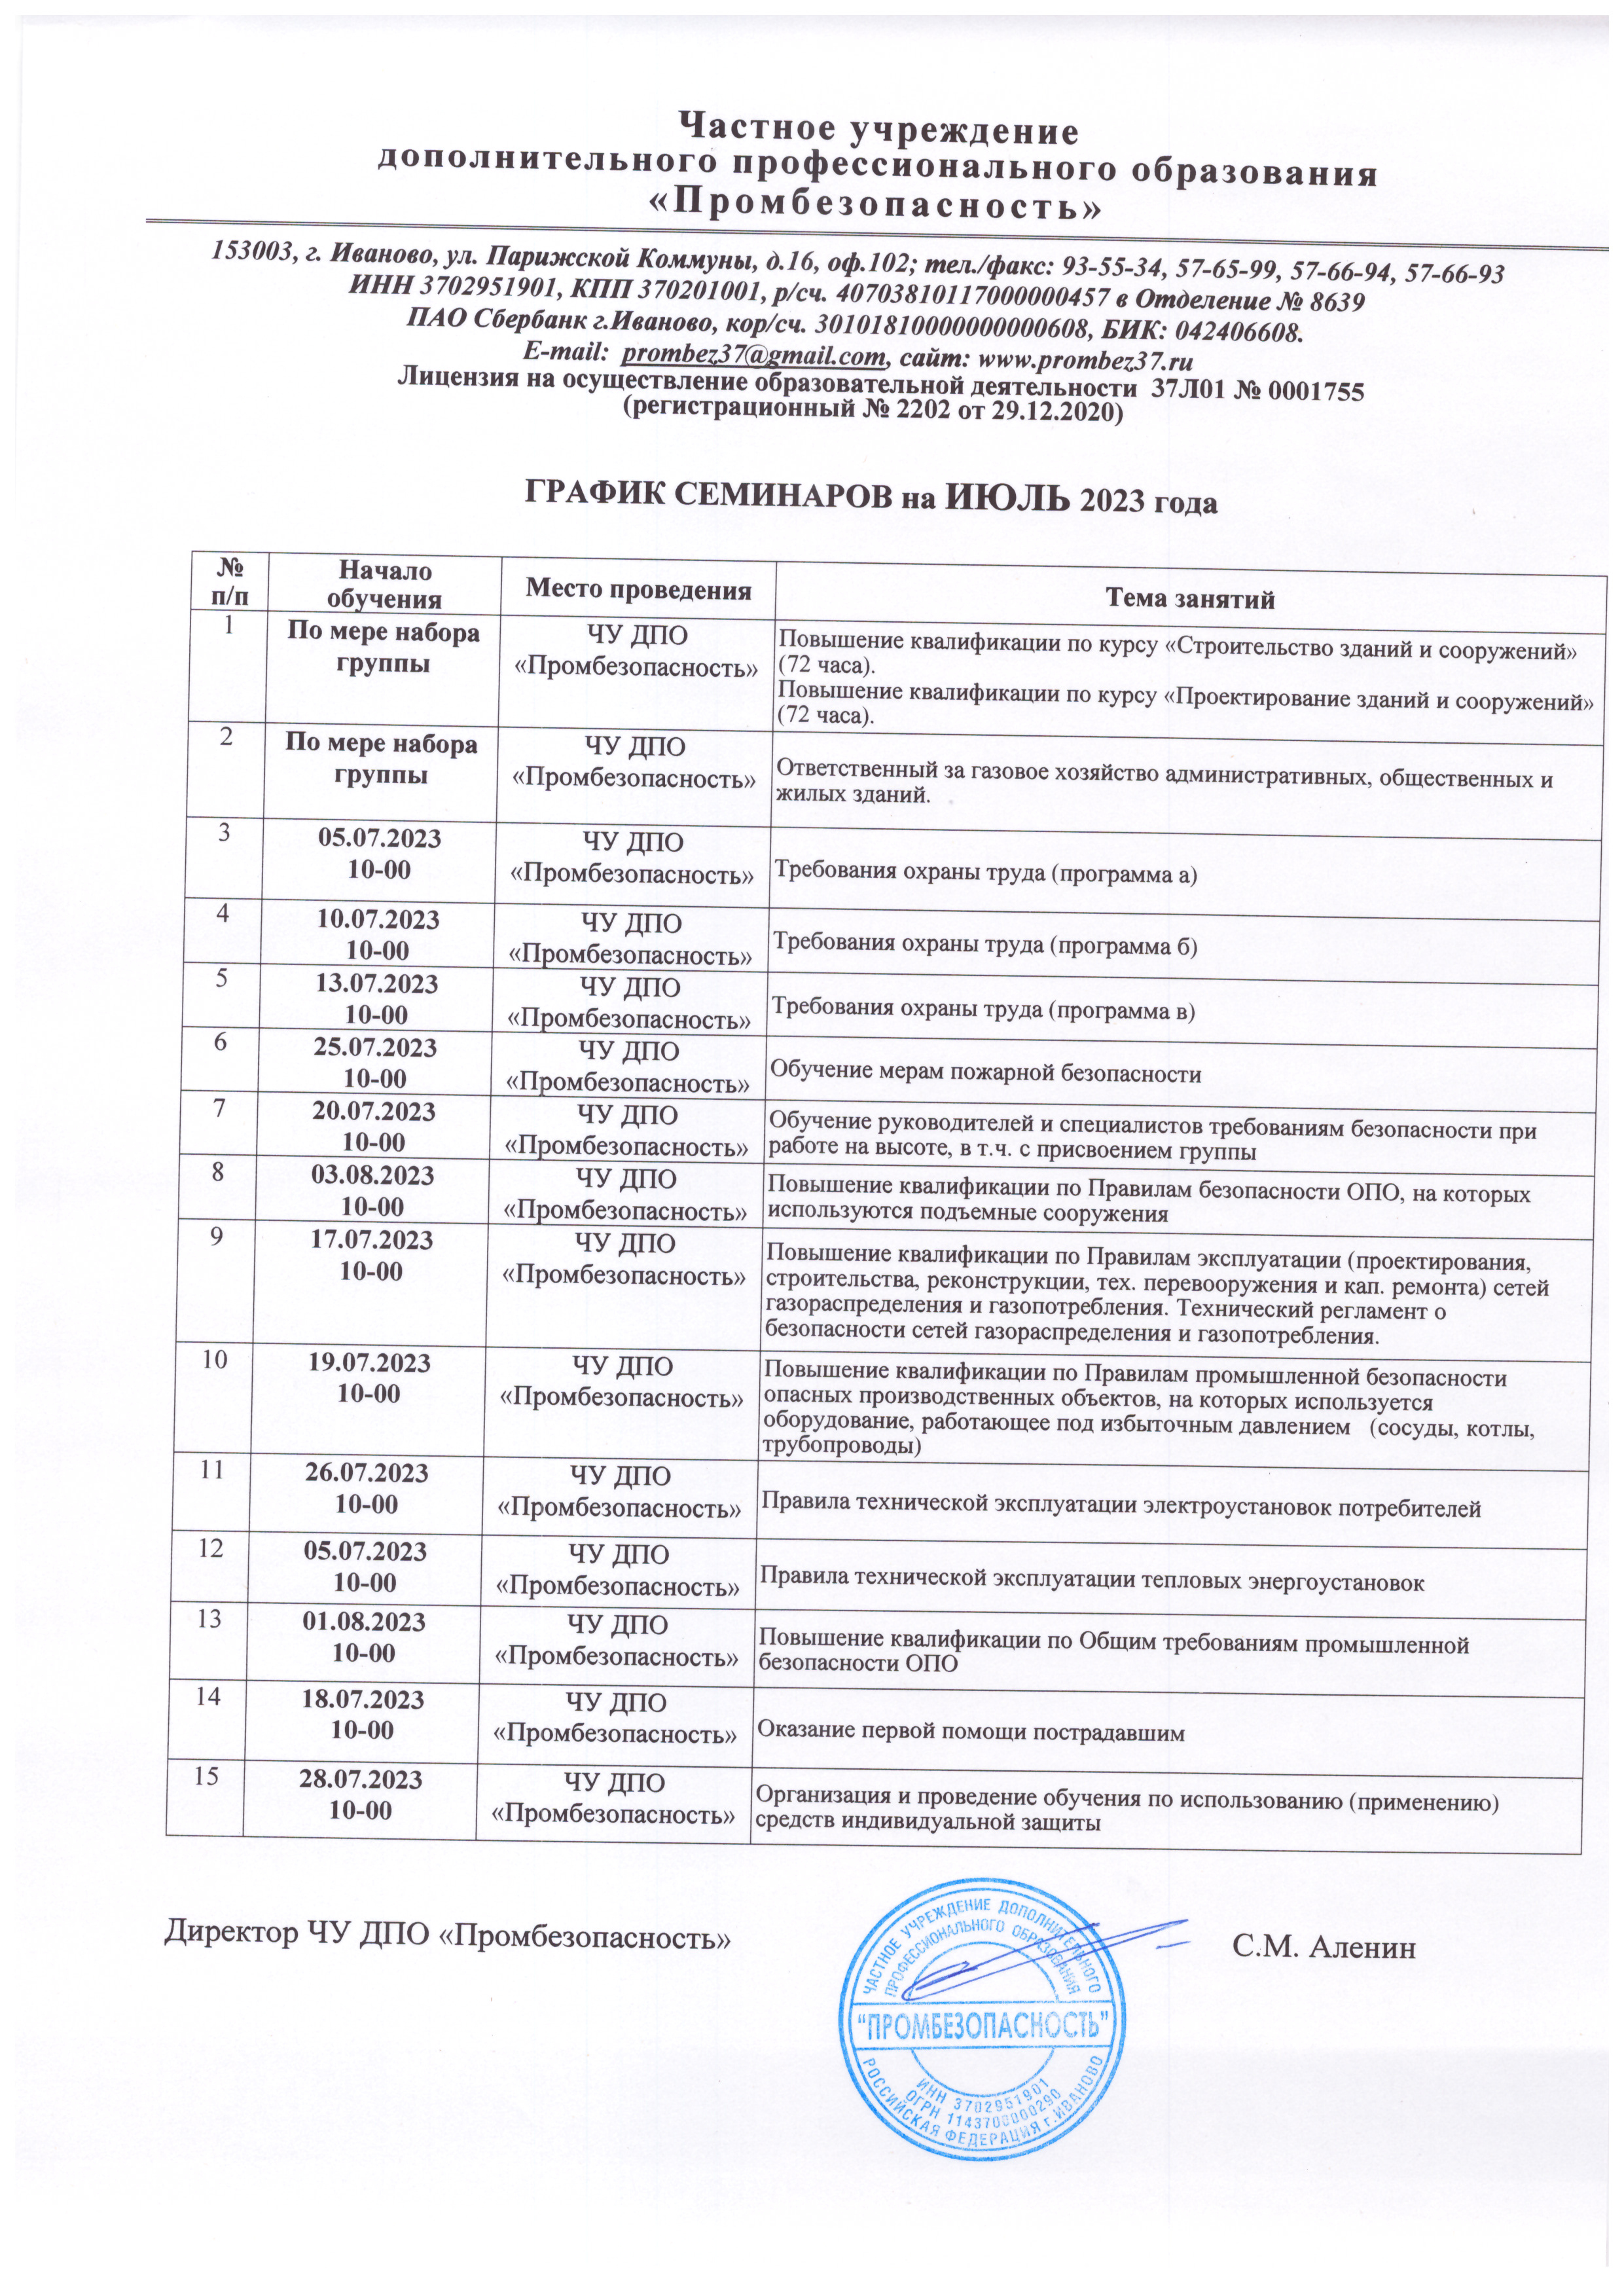 Частное учреждение
дополнительного профессионального образования
«Промбезопасность»
153003, г. Иваново, ул. Парижской Коммуны, д.16, оф.102; тел./факс: 93-55-34, 57-65-99, 57-66-94, 57-66-93
ИНН 3702951901, КПП 370201001, р/сч. 40703810117000000457 в Отделение № 8639
ПАО Сбербанк г.Иваново, кор/сч. 30101810000000000608, БИК: 042406608.
E-mail: prombez37@gmail.com, сайт: www.prombez37.ru
Лицензия на осуществление образовательной деятельности 37Л01 № 0001755
(регистрационный № 2202 от 29.12.2020)
ГРАФИК СЕМИНАРОВ на ИЮЛЬ 2023 года
№
п/п
Начало
обучения
Место проведения
Тема занятий
1
По мере набора
группы
ЧУ ДПО
«Промбезопасность»
Повышение квалификации по курсу «Строительство зданий и сооружений»
(72 часа).
Повышение квалификации по курсу «Проектирование зданий и сооружений»
(72 часа).
2
По мере набора
группы
ЧУ ДПО
«Промбезопасность»
Ответственный за газовое хозяйство административных, общественных и
жилых зданий.
3
05.07.2023
10-00
ЧУ ДПО
«Промбезопасность»
Требования охраны труда (программа а)
4
10.07.2023
10-00
ЧУ ДПО
«Промбезопасность»
Требования охраны труда (программа б)
5
13.07.2023
10-00
ЧУ ДПО
«Промбезопасность»
Требования охраны труда (программа в)
6
25.07.2023
10-00
ЧУ ДПО
«Промбезопасность»
Обучение мерам пожарной безопасности
7
20.07.2023
10-00
ЧУ ДПО
«Промбезопасность»
Обучение руководителей и специалистов требованиям безопасности при
работе на высоте, в т.ч. с присвоением группы
8
03.08.2023
10-00
ЧУ ДПО
«Промбезопасность»
Повышение квалификации по Правилам безопасности ОПО, на которых
используются подъемные сооружения
9
17.07.2023
10-00
ЧУ ДПО
«Промбезопасность»
Повышение квалификации по Правилам эксплуатации (проектирования,
строительства, реконструкции, тех. перевооружения и кап. ремонта) сетей
газораспределения и газопотребления. Технический регламент о
безопасности сетей газораспределения и газопотребления.
10
19.07.2023
10-00
ЧУ ДПО
«Промбезопасность»
Повышение квалификации по Правилам промышленной безопасности
опасных производственных объектов, на которых используется
оборудование, работающее под избыточным давлением (сосуды, котлы,
трубопроводы)
11
26.07.2023
10-00
ЧУ ДПО
«Промбезопасность»
Правила технической эксплуатации электроустановок потребителей
12
05.07.2023
10-00
ЧУ ДПО
«Промбезопасность»
Правила технической эксплуатации тепловых энергоустановок
13
01.08.2023
10-00
ЧУ ДПО
«Промбезопасность»
Повышение квалификации по Общим требованиям промышленной
безопасности ОПО
14
18.07.2023
10-00
ЧУ ДПО
«Промбезопасность»
Оказание первой помощи пострадавшим
15
28.07.2023
10-00
ЧУ ДПО
«Промбезопасность»
Организация и проведение обучения по использованию (применению)
средств индивидуальной защиты
Директор ЧУ ДПО «Промбезопасность»
С.М. Аленин
ЧАСТНОЕ УЧРЕЖДЕНИЕ ДОПОЛНИТЕЛЬНОГО
ПРОФЕССИОНАЛЬНОГО ОБРАЗОВАНИЯ
“ПРОМБЕЗОПАСНОСТЬ”
ИНН 3702951901
ОГРН 1143700000290
РОССИЙСКАЯ ФЕДЕРАЦИЯ г.ИВАНОВО